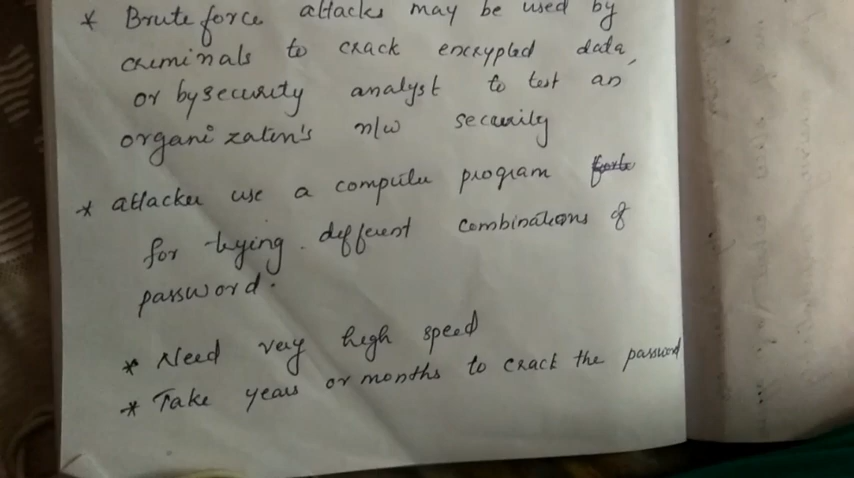 * Brute force attacks may be used by
criminals to crack encrypted data,
or by security analyst to test an
organization's n/w security
* attacker use a computer program
for trying different combinations of
password.
* Need very high speed
* Take years or months to crack the password